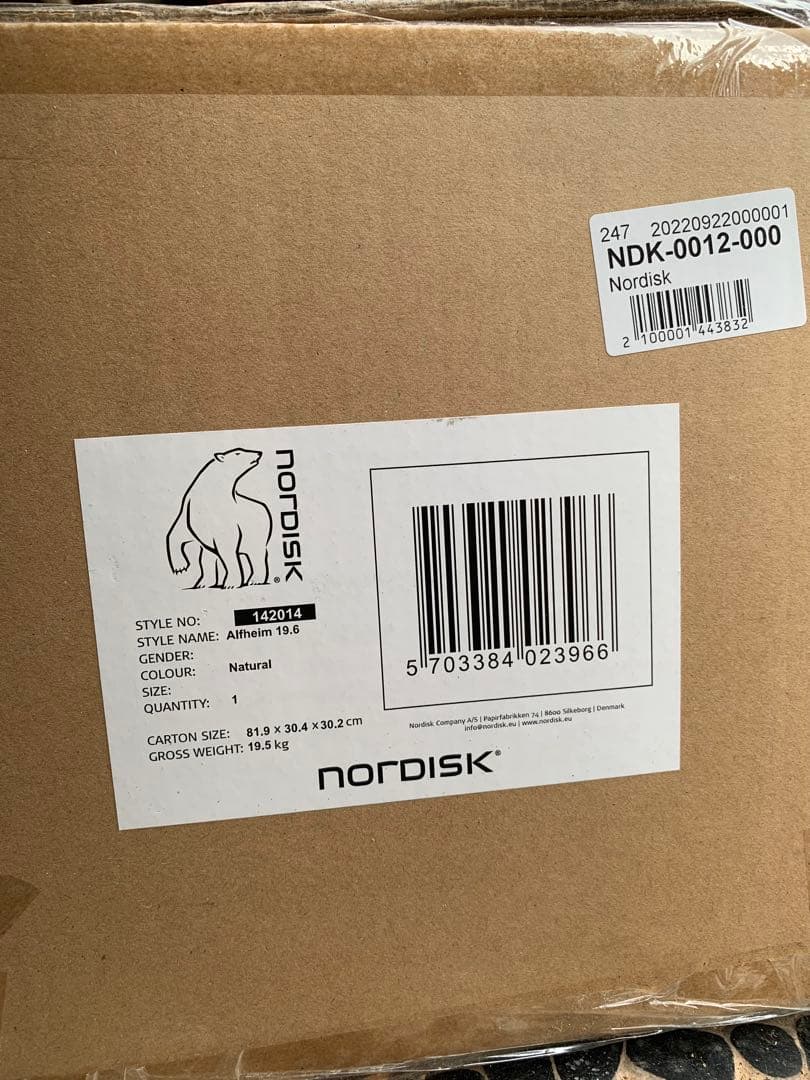 247 20220922000001
NDK-0012-000
Nordisk
2 100001 443832
NORDISK®
STYLE NO: 142014
STYLE NAME: Alfheim 19.6
GENDER:
COLOUR: Natural
SIZE:
QUANTITY: 1
CARTON SIZE: 81.9 x 30.4 x 30.2 cm
GROSS WEIGHT: 19.5 kg
5 703384 023966
Nordisk Company A/S | Papirfabrikken 74 | 8600 Silkeborg | Denmark
info@nordisk.eu | www.nordisk.eu
NORDISK®